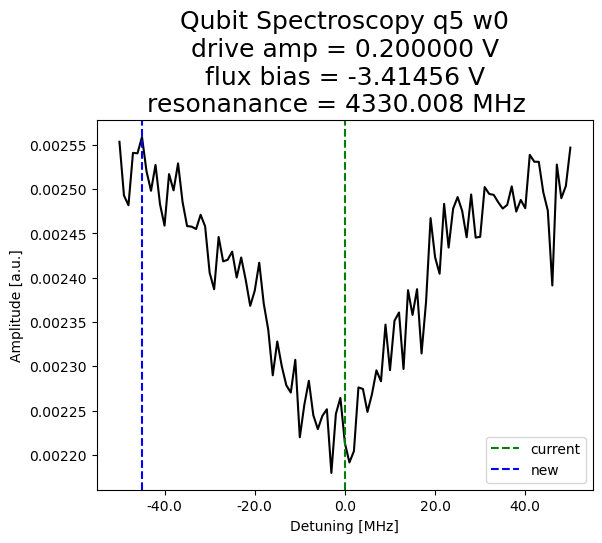 Qubit Spectroscopy q5 w0
drive amp = 0.200000 V
flux bias = -3.41456 V
resonanance = 4330.008 MHz
0.00255
0.00250
0.00245
0.00240
0.00235
0.00230
0.00225
0.00220
Amplitude [a.u.]
current
new
-40.0 -20.0 0.0 20.0 40.0
Detuning [MHz]